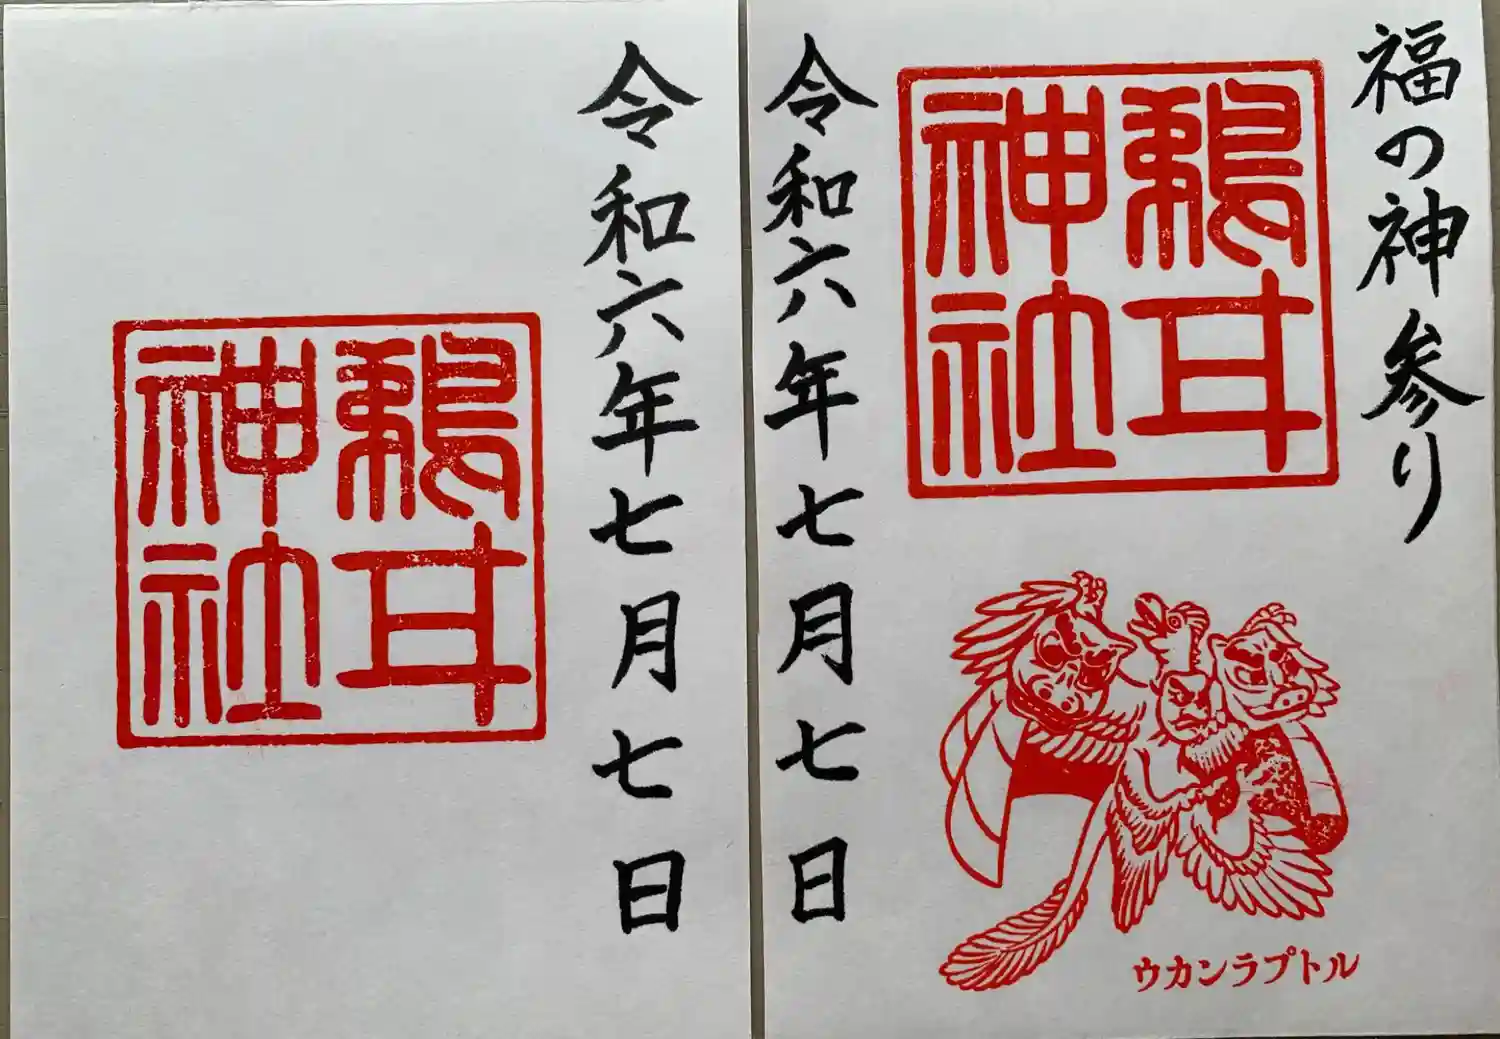 福の神参り
鵜甘
神社
ウカンラプトル
令和六年七月七日
令和六年七月七日
鵜甘
神社